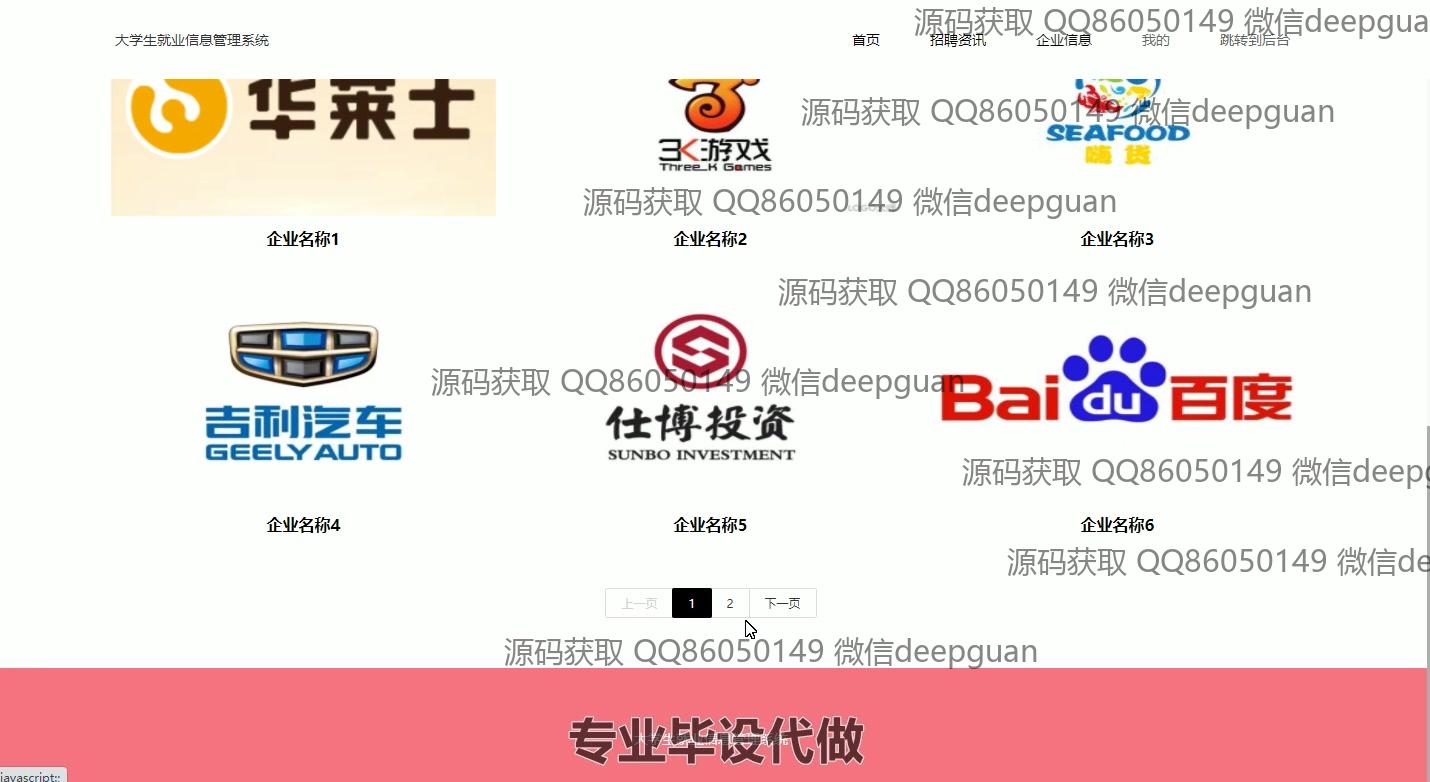 源码获取 QQ86050149 微信deepgua
大学生就业信息管理系统
首页 招聘资讯 企业信息 我的 跳转到后台
华莱士
源码获取 QQ86050149 微信deepguan
3K游戏
Three_K Games
SEAFOOD
嗨货
源码获取 QQ86050149 微信deepguan
企业名称1 企业名称2 企业名称3
源码获取 QQ86050149 微信deepguan
源码获取 QQ86050149 微信deepguan
吉利汽车
GEELY AUTO
仕博投资
SUNBO INVESTMENT
Bai du 百度
源码获取 QQ86050149 微信deep
企业名称4 企业名称5 企业名称6
源码获取 QQ86050149 微信de
上一页 1 2 下一页
源码获取 QQ86050149 微信deepguan
专业毕设代做
大学生就业信息管理系统
javascript:;